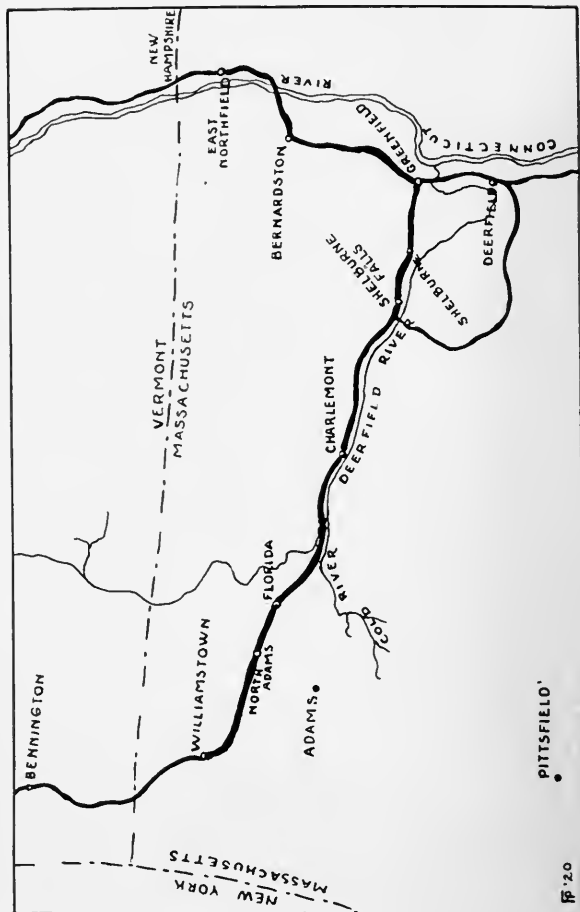 NEW
HAMPSHIRE
VERMONT
MASSACHUSETTS
NEW YORK
MASSACHUSETTS
BENNINGTON
WILLIAMSTOWN
NORTH
ADAMS
FLORIDA
ADAMS
PITTSFIELD
COLD
RIVER
CHARLEMONT
DEERFIELD RIVER
SHELBURNE
FALLS
SHELBURNE
GREENFIELD
DEERFIELD
BERNARDSTON
EAST
NORTHFIELD
CONNECTICUT
RIVER
'20